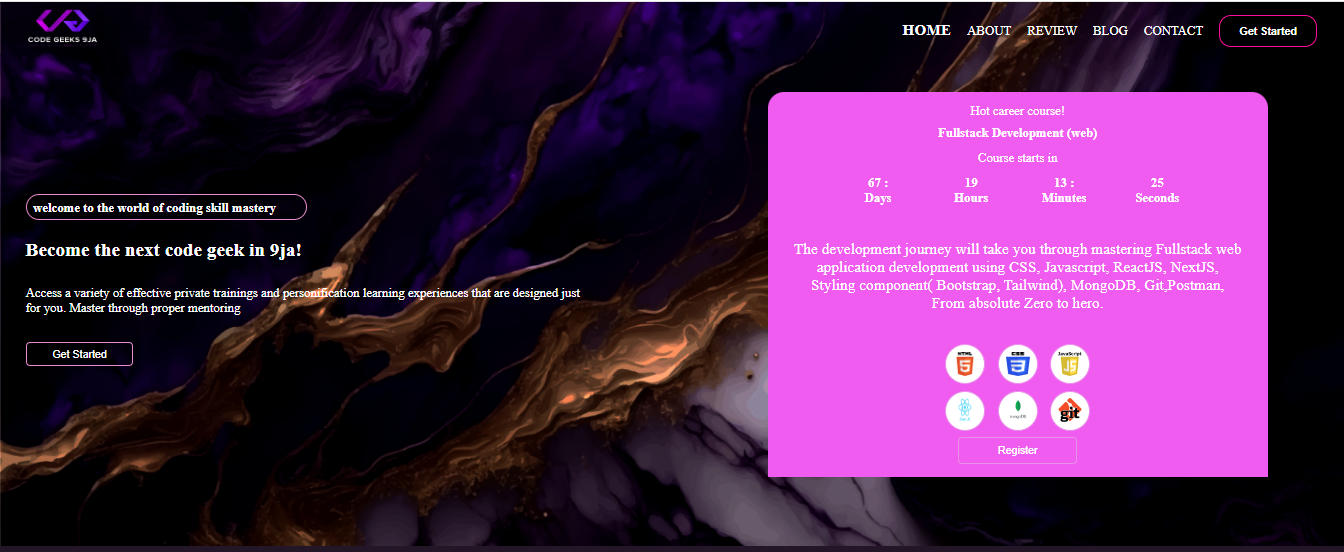 CODE GEEKS 9JA
HOME ABOUT REVIEW BLOG CONTACT Get Started
welcome to the world of coding skill mastery
Become the next code geek in 9ja!
Access a variety of effective private trainings and personification learning experiences that are designed just
for you. Master through proper mentoring
Get Started
Hot career course!
Fullstack Development (web)
Course starts in
67 : 19 13 : 25
Days Hours Minutes Seconds
The development journey will take you through mastering Fullstack web
application development using CSS, Javascript, ReactJS, NextJS,
Styling component( Bootstrap, Tailwind), MongoDB, Git,Postman,
From absolute Zero to hero.
HTML CSS JavaScript
5 3 JS
mongoDB git
Register